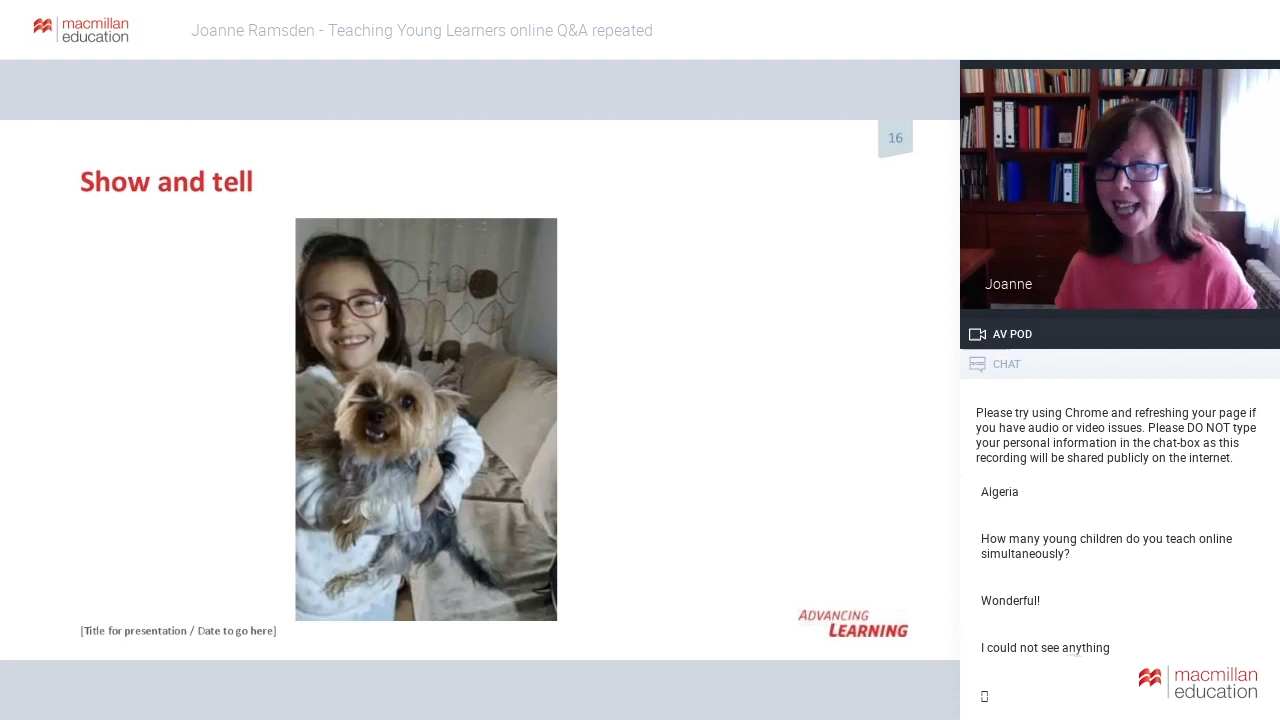 macmillan
education
Joanne Ramsden - Teaching Young Learners online Q&A repeated
16
Show and tell
[Title for presentation / Date to go here]
ADVANCING
LEARNING
Joanne
AV POD
CHAT
Please try using Chrome and refreshing your page if
you have audio or video issues. Please DO NOT type
your personal information in the chat-box as this
recording will be shared publicly on the internet.
Algeria
How many young children do you teach online
simultaneously?
Wonderful!
I could not see anything
macmillan
education